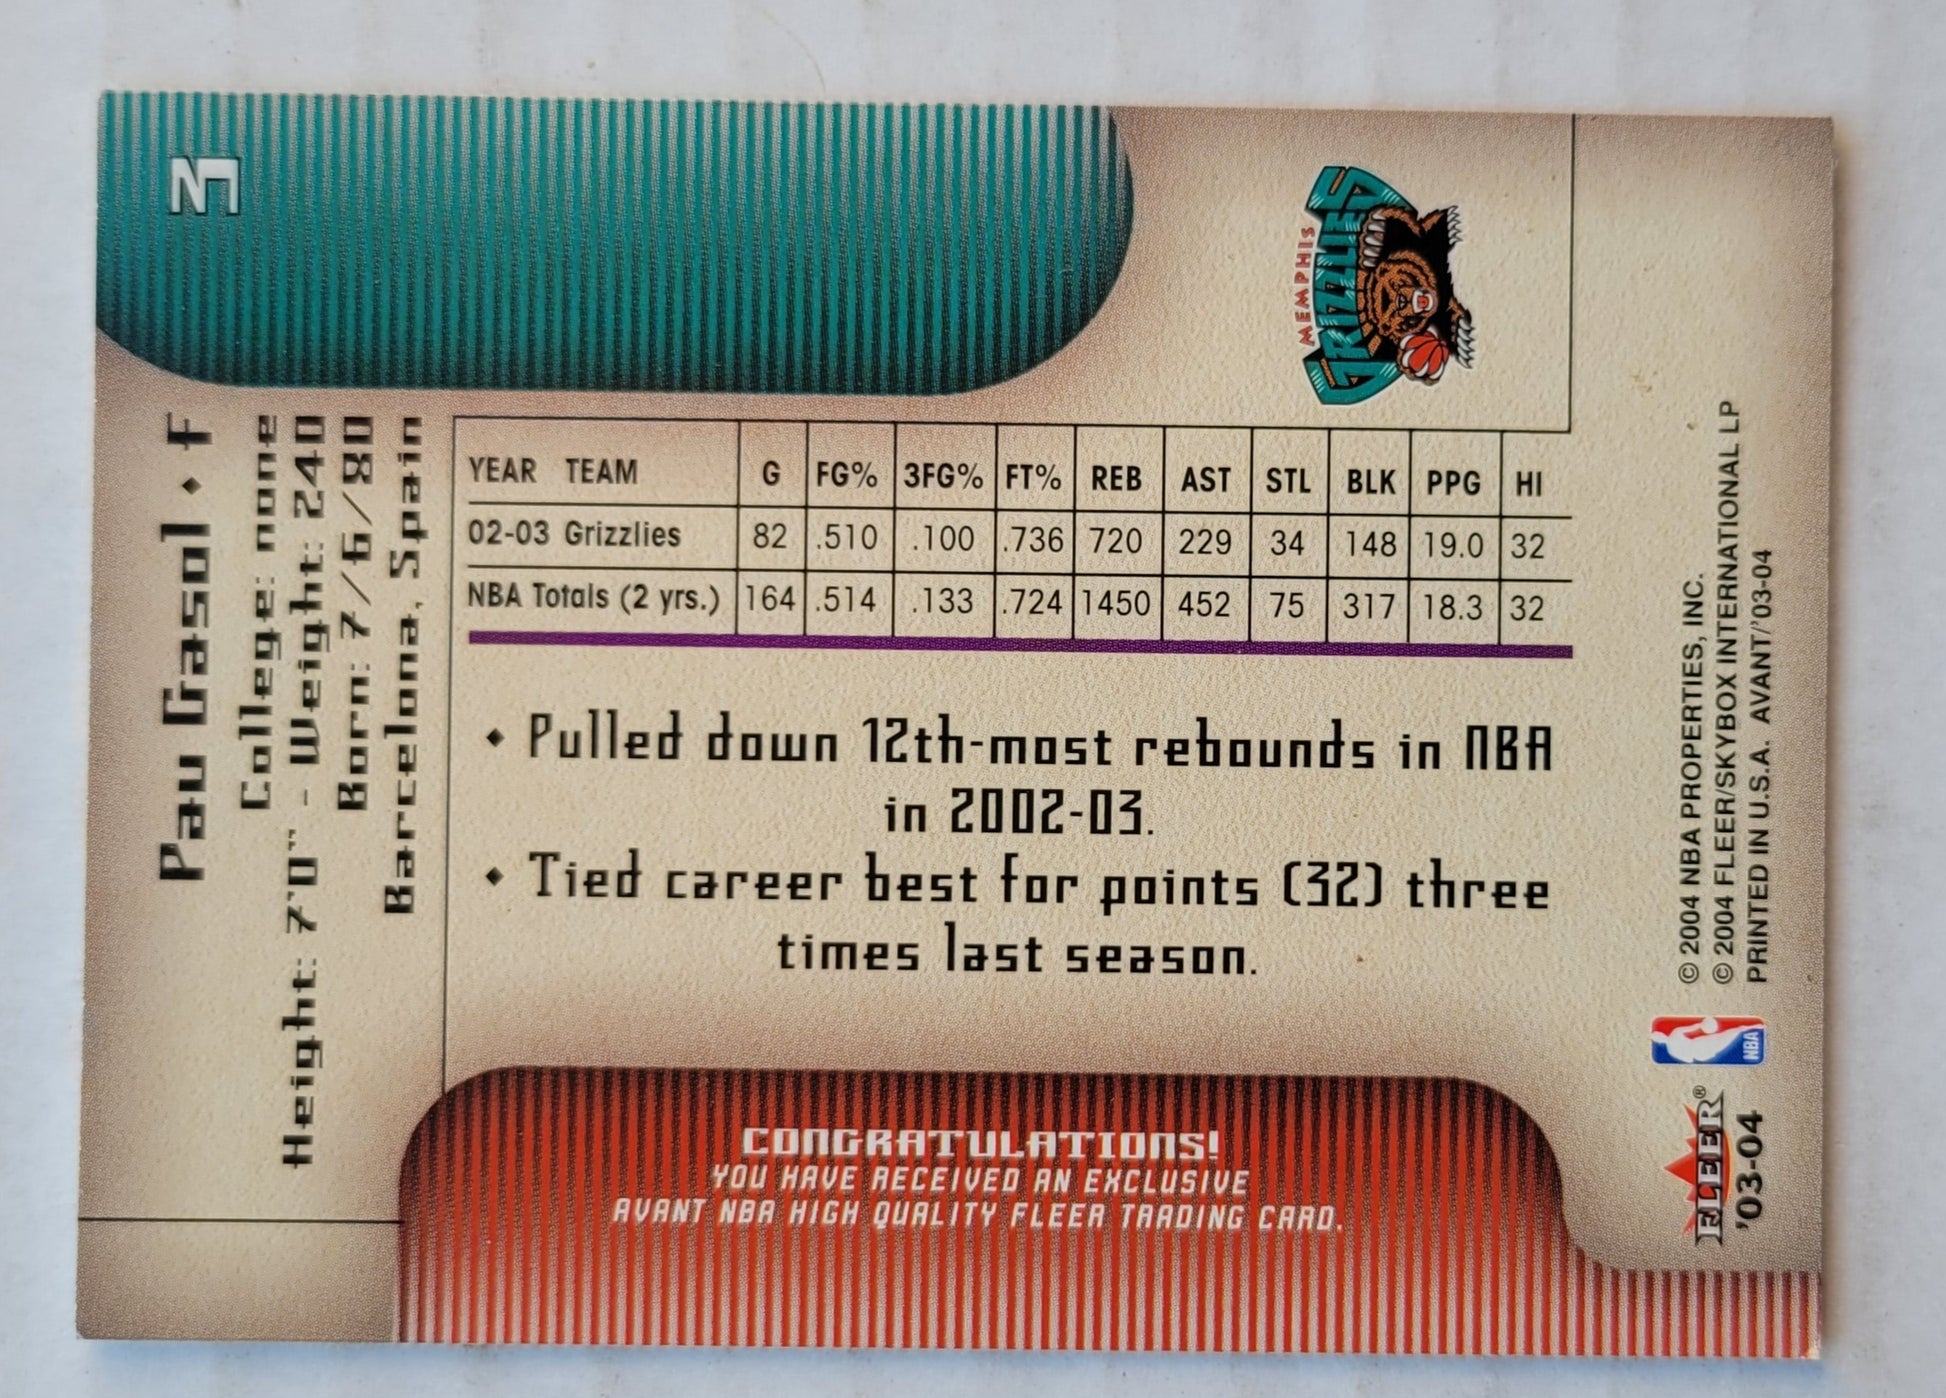 Pau Gasol ♦ F
College: none
Height: 7'0" - Weight: 240
Born: 7/6/80
Barcelona, Spain
MEMPHIS
GRIZZLIES
YEAR TEAM G FG% 3FG% FT% REB AST STL BLK PPG HI
02-03 Grizzlies 82 .510 .100 .736 720 229 34 148 19.0 32
NBA Totals (2 yrs.) 164 .514 .133 .724 1450 452 75 317 18.3 32
♦ Pulled down 12th-most rebounds in NBA
in 2002-03.
♦ Tied career best for points (32) three
times last season.
CONGRATULATIONS!
YOU HAVE RECEIVED AN EXCLUSIVE
AVANT NBA HIGH QUALITY FLEER TRADING CARD.
FLEER®
'03-04
NBA
© 2004 NBA PROPERTIES, INC.
© 2004 FLEER/SKYBOX INTERNATIONAL LP
PRINTED IN U.S.A. AVANT/'03-04